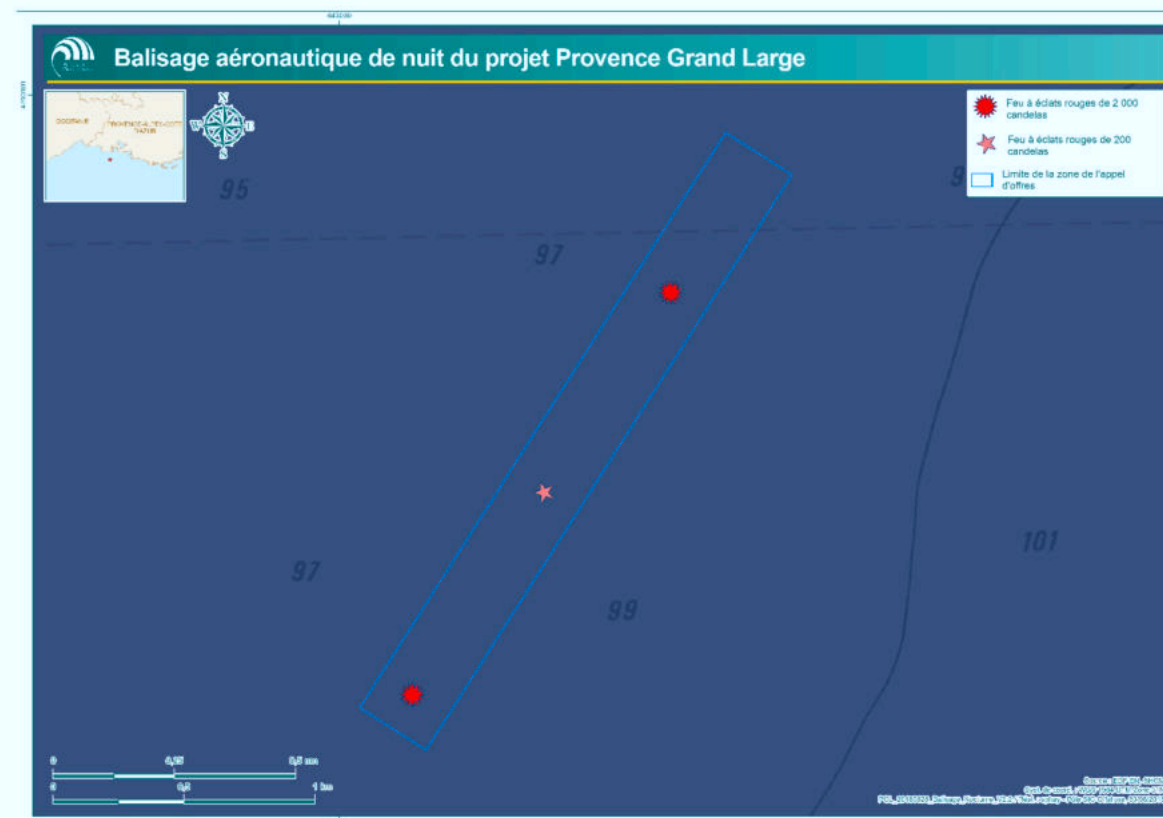 Balisage aéronautique de nuit du projet Provence Grand Large
N
W E
S
Feu à éclats rouges de 2 000
candelas
Feu à éclats rouges de 200
candelas
Limite de la zone de l'appel
d'offres
95
9
97
97
99
101
0 0,25 0,5 nm
0 0,5 1 km